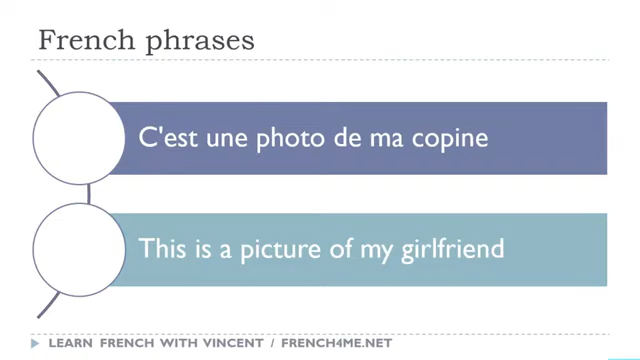 French phrases
C'est une photo de ma copine
This is a picture of my girlfriend
LEARN FRENCH WITH VINCENT / FRENCH4ME.NET